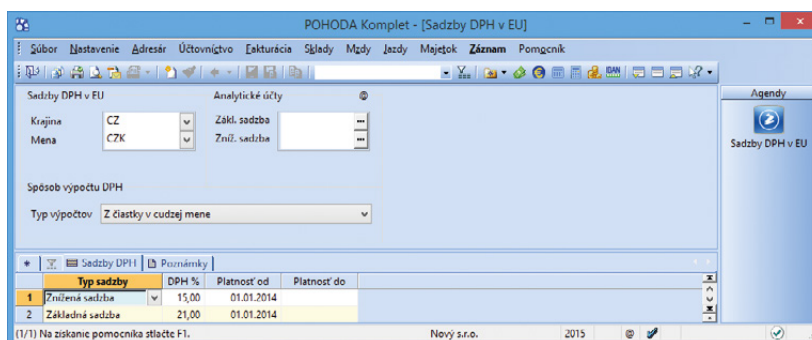 POHODA Komplet - [Sadzby DPH v EU]
Súbor Nastavenie Adresár Účtovníctvo Fakturácia Sklady Mzdy Jazdy Majetok Záznam Pomocník
Sadzby DPH v EU Analytické účty @ Agendy
Krajina CZ Zákl. sadzba
Mena CZK Zníž. sadzba
Sadzby DPH v EU
Spôsob výpočtu DPH
Typ výpočtov Z čiastky v cudzej mene
* Sadzby DPH Poznámky
Typ sadzby DPH % Platnosť od Platnosť do
1 Znížená sadzba 15,00 01.01.2014
2 Základná sadzba 21,00 01.01.2014
(1/1) Na získanie pomocníka stlačte F1. Nový s.r.o. 2015 @